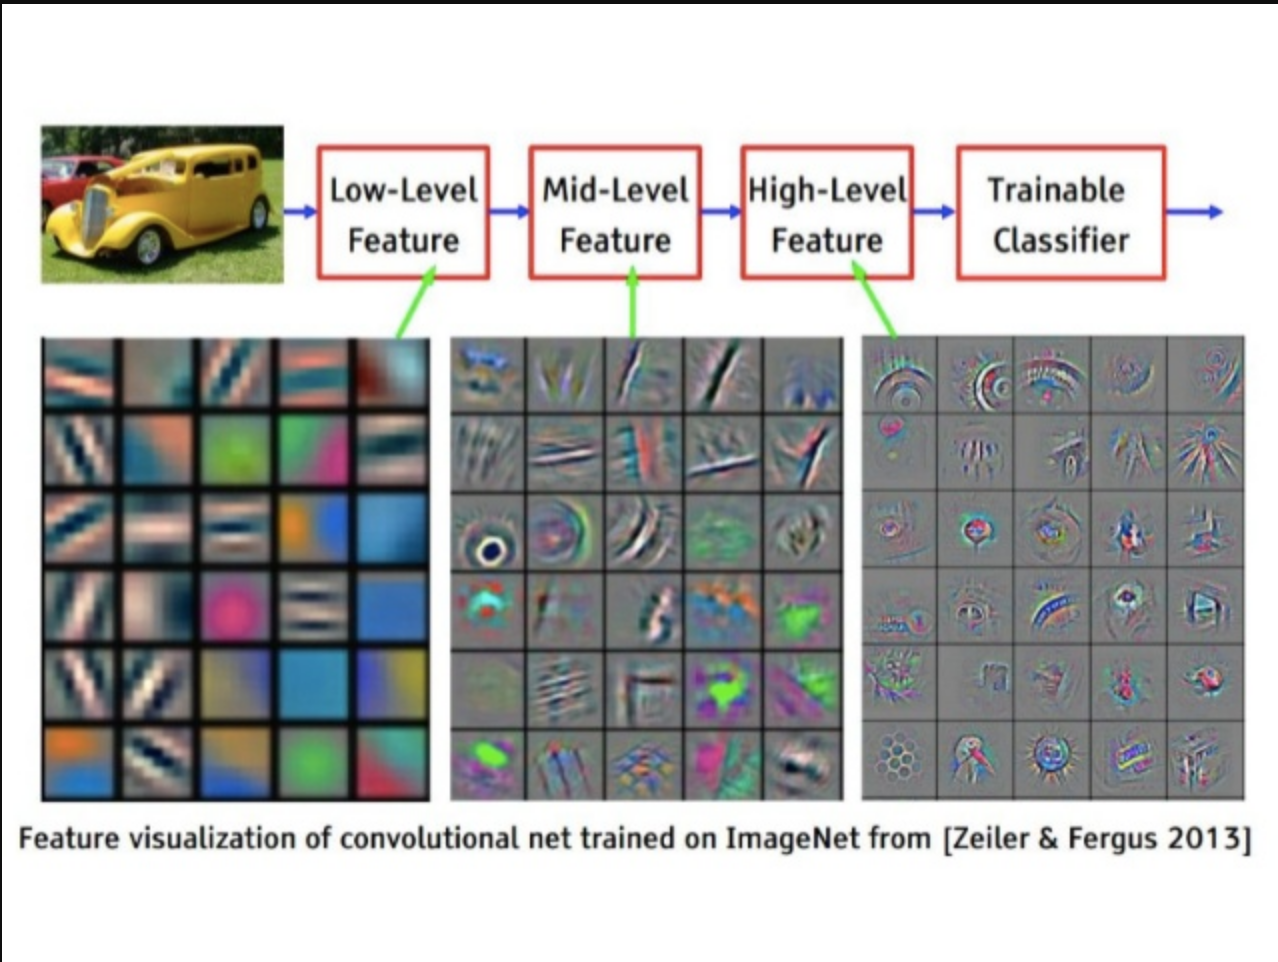 Low-Level
Feature
Mid-Level
Feature
High-Level
Feature
Trainable
Classifier
Feature visualization of convolutional net trained on ImageNet from [Zeiler & Fergus 2013]